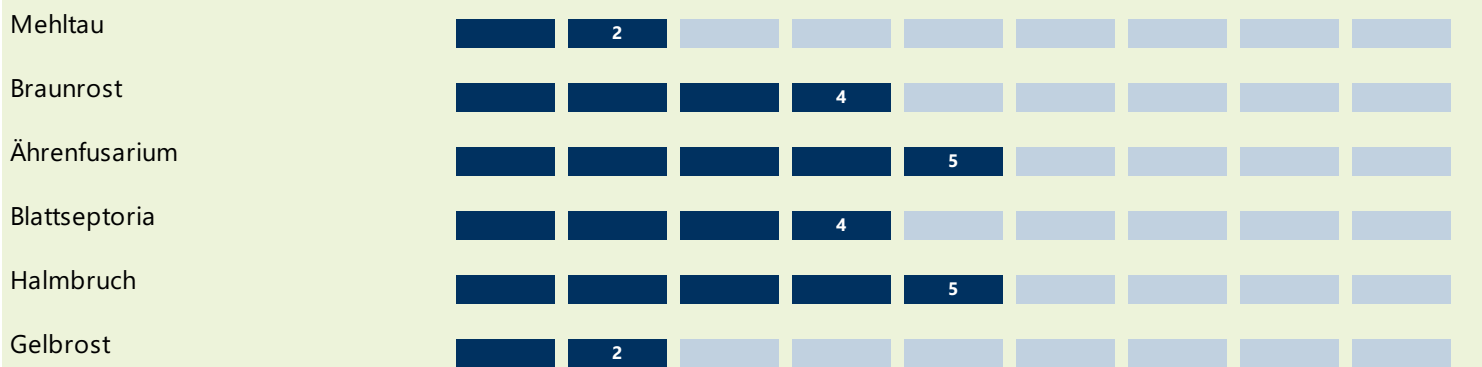 Mehltau 2
Braunrost 4
Ährenfusarium 5
Blattseptoria 4
Halmbruch 5
Gelbrost 2